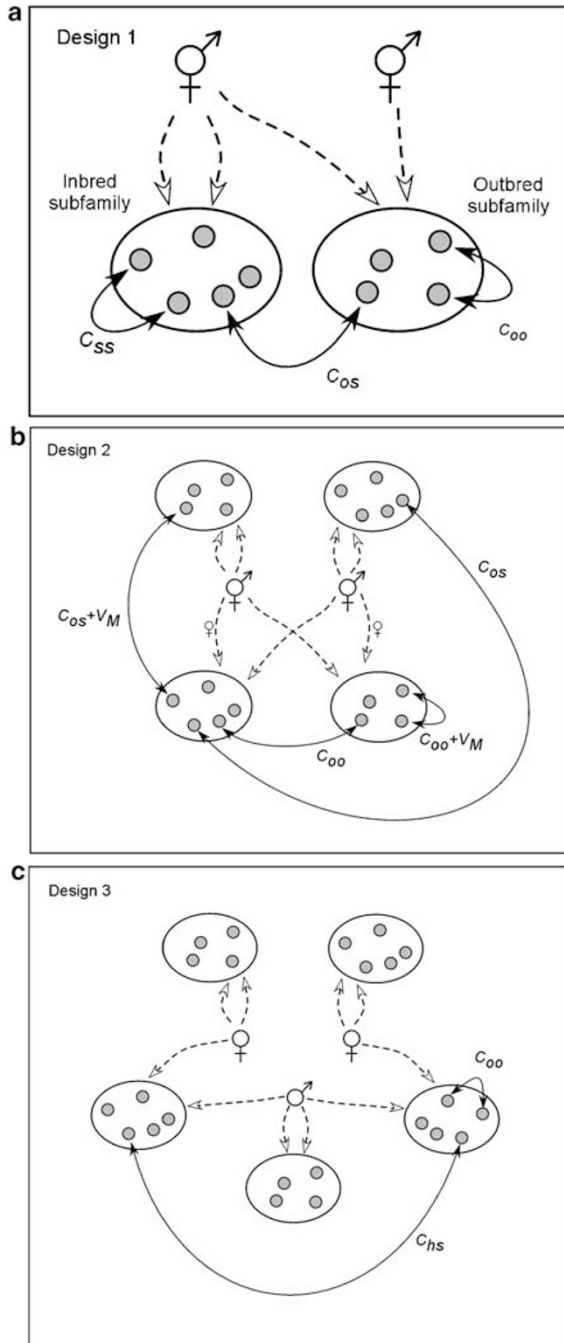 a
Design 1
Inbred
subfamily
Outbred
subfamily
Css
Cos
Coo
b
Design 2
Cos+VM
Cos
Coo
Coo+VM
c
Design 3
Coo
Chs